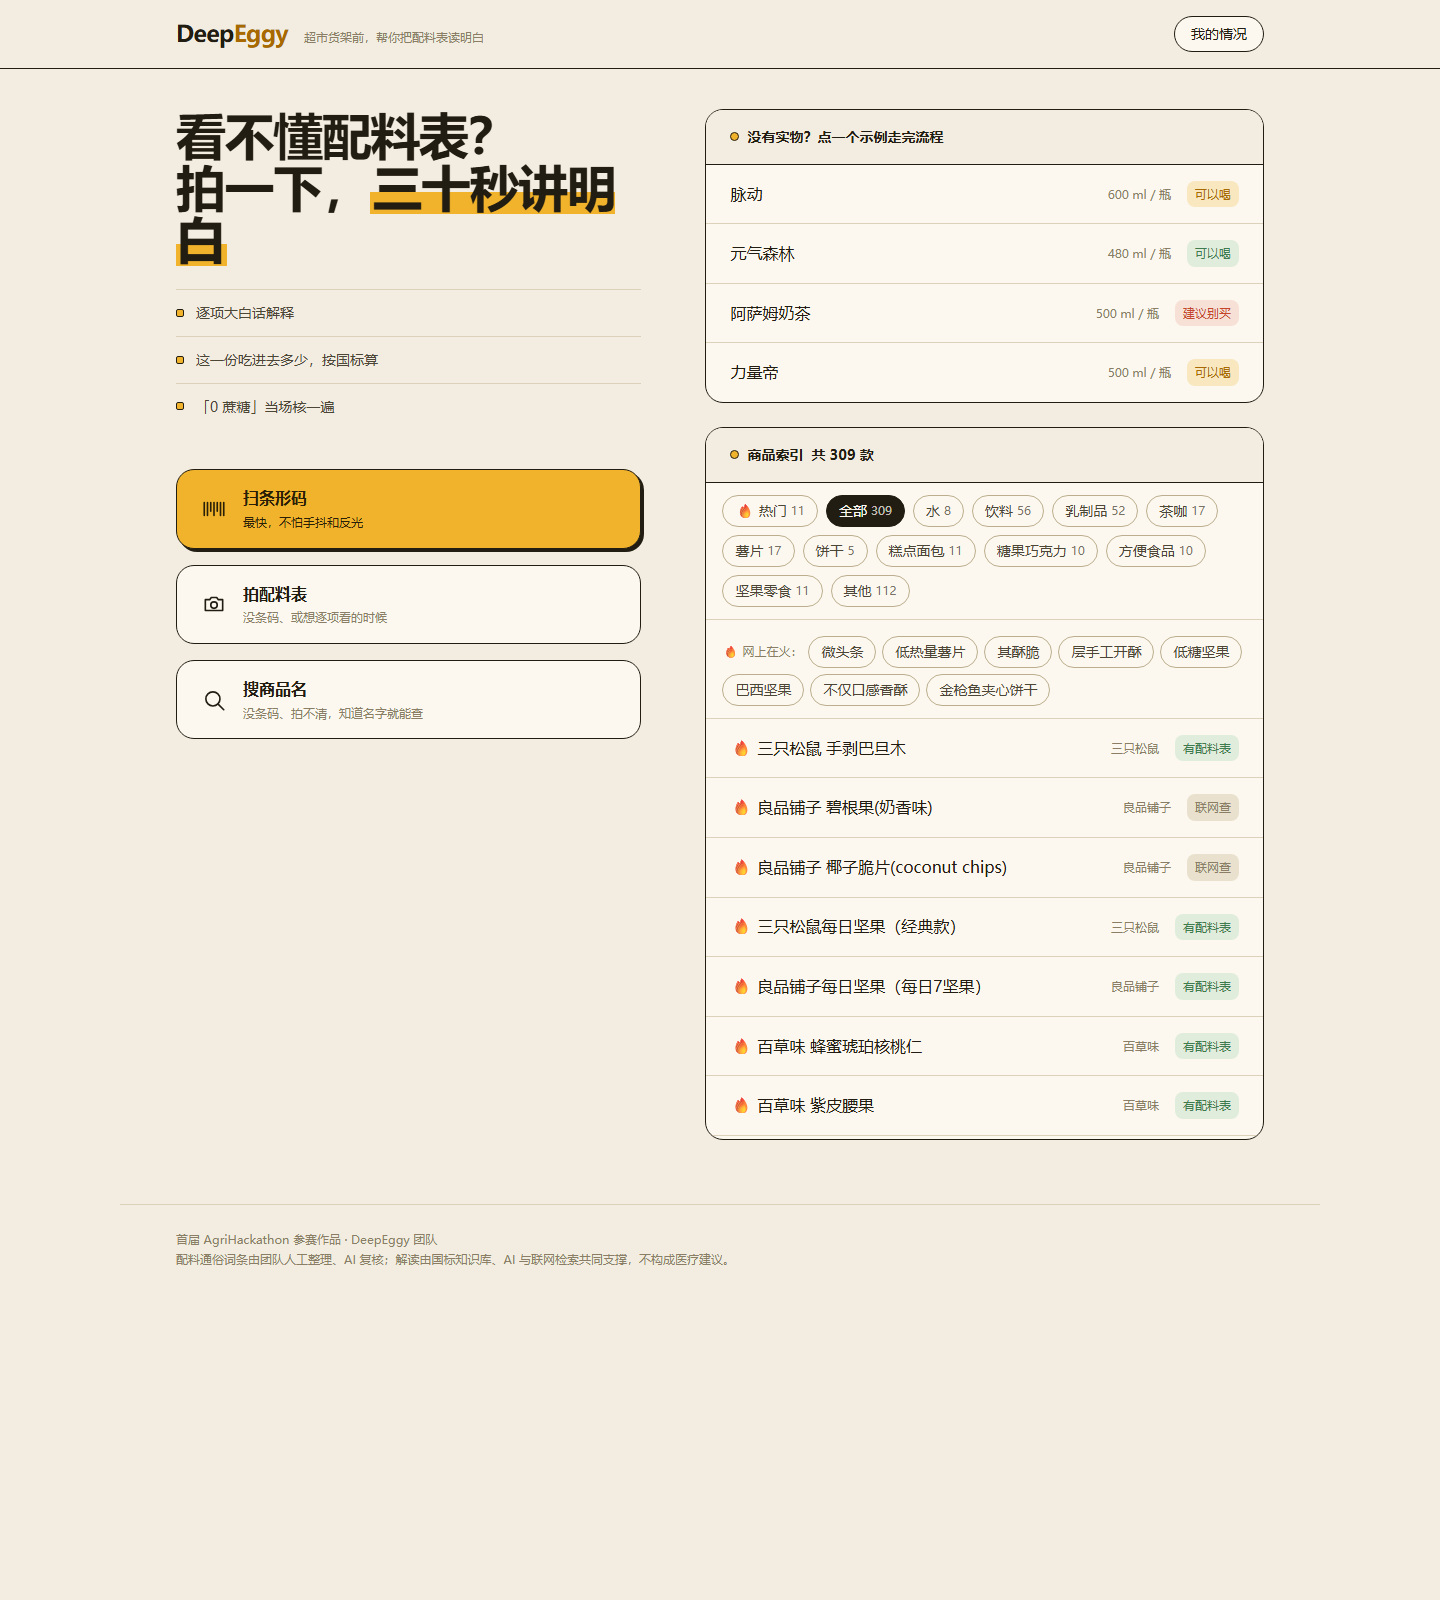 DeepEggy 超市货架前，帮你把配料表读明白
我的情况
看不懂配料表？
拍一下，三十秒讲明
白
逐项大白话解释
这一份吃进去多少，按国标算
「0 蔗糖」当场核一遍
扫条形码
最快，不怕手抖和反光
拍配料表
没条码、或想逐项看的时候
搜商品名
没条码、拍不清，知道名字就能查
没有实物？点一个示例走完流程
脉动 600 ml / 瓶 可以喝
元气森林 480 ml / 瓶 可以喝
阿萨姆奶茶 500 ml / 瓶 建议别买
力量帝 500 ml / 瓶 可以喝
商品索引 共 309 款
🔥 热门 11 全部 309 水 8 饮料 56 乳制品 52 茶咖 17
薯片 17 饼干 5 糕点面包 11 糖果巧克力 10 方便食品 10
坚果零食 11 其他 112
🔥 网上在火： 微头条 低热量薯片 其酥脆 层手工开酥 低糖坚果
巴西坚果 不仅口感香酥 金枪鱼夹心饼干
🔥 三只松鼠 手剥巴旦木 三只松鼠 有配料表
🔥 良品铺子 碧根果(奶香味) 良品铺子 联网查
🔥 良品铺子 椰子脆片(coconut chips) 良品铺子 联网查
🔥 三只松鼠每日坚果（经典款） 三只松鼠 有配料表
🔥 良品铺子每日坚果（每日7坚果） 良品铺子 有配料表
🔥 百草味 蜂蜜琥珀核桃仁 百草味 有配料表
🔥 百草味 紫皮腰果 百草味 有配料表
首届 AgriHackathon 参赛作品 · DeepEggy 团队
配料通俗词条由团队人工整理、AI 复核；解读由国标知识库、AI 与联网检索共同支撑，不构成医疗建议。